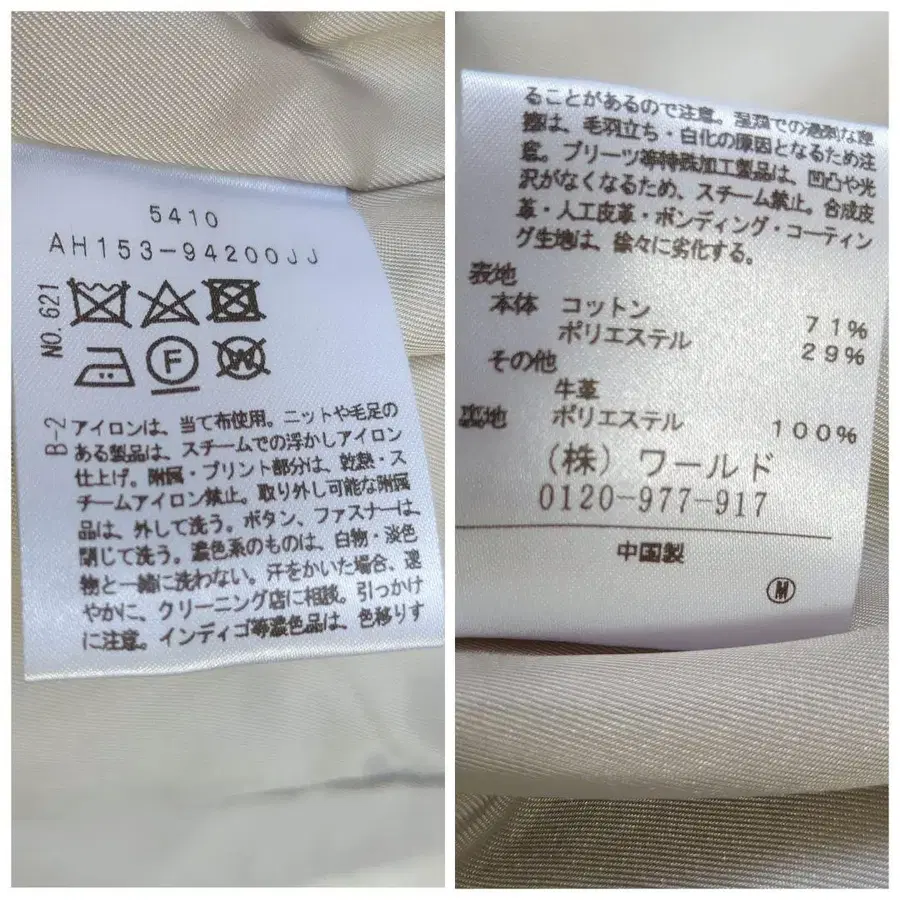 5410
AH153-94200JJ
NO.621
F
W
B-2
アイロンは、当て布使用。ニットや毛足の
ある製品は、スチームでの浮かしアイロン
仕上げ。附属・プリント部分は、乾熱・ス
チームアイロン禁止。取り外し可能な附属
品は、外して洗う。ボタン、ファスナーは、
閉じて洗う。濃色系のものは、白物・淡色
物と一緒に洗わない。汗をかいた場合、速
やかに、クリーニング店に相談。引っかけ
に注意。インディゴ等濃色品は、色移りす
ることがあるので注意。湿潤での過剰な摩
擦は、毛羽立ち・白化の原因となるため注
意。プリーツ等特殊加工製品は、凹凸や光
沢がなくなるため、スチーム禁止。合成皮
革・人工皮革・ボンディング・コーティン
グ生地は、徐々に劣化する。
表地
本体 コットン 71%
ポリエステル 29%
その他
牛革
裏地 ポリエステル 100%
(株) ワールド
0120-977-917
中国製
M